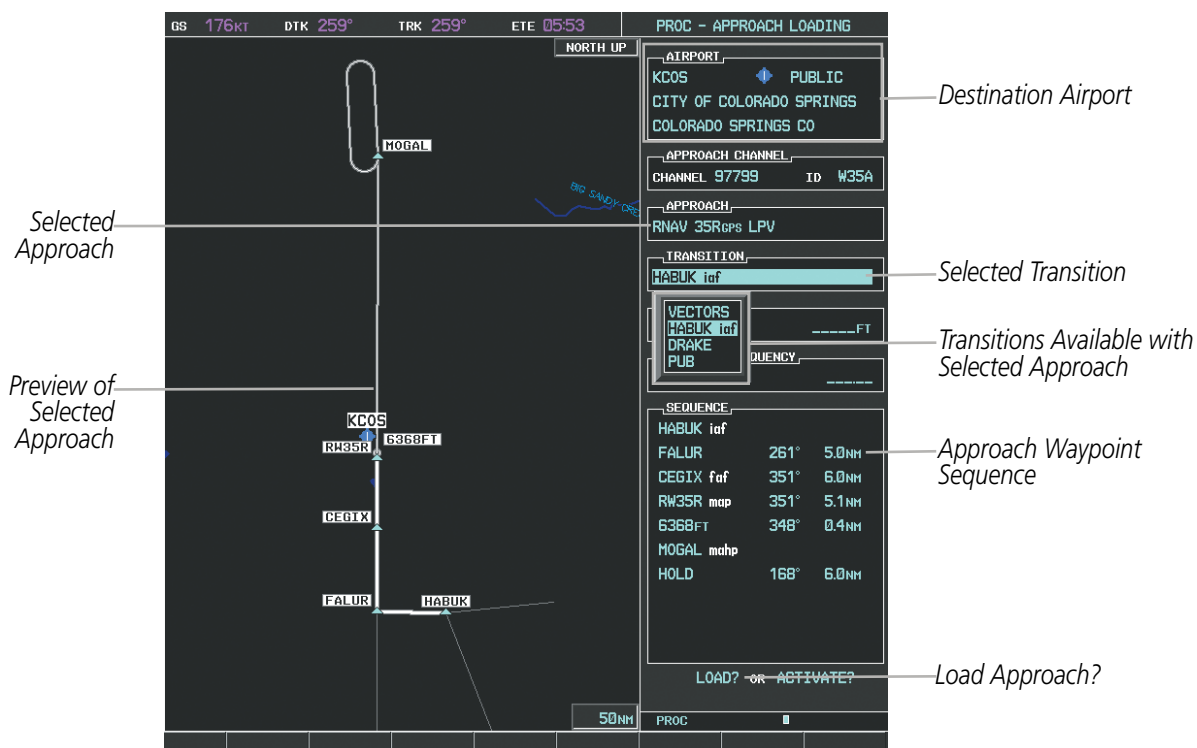 GS 176KT DTK 259° TRK 259° ETE 05:53 PROC – APPROACH LOADING
NORTH UP
MOGAL
BIG SANDY CREE
KCOS
RW35R
6368FT
CEGIX
FALUR
HABUK
50NM
AIRPORT
KCOS PUBLIC
CITY OF COLORADO SPRINGS
COLORADO SPRINGS CO
APPROACH CHANNEL
CHANNEL 97799 ID W35A
APPROACH
RNAV 35RGPS LPV
TRANSITION
HABUK iaf
VECTORS
HABUK iaf
DRAKE
PUB
_____FT
QUENCY
___.__
SEQUENCE
HABUK iaf
FALUR 261° 5.0NM
CEGIX faf 351° 6.0NM
RW35R map 351° 5.1NM
6368FT 348° 0.4NM
MOGAL mahp
HOLD 168° 6.0NM
LOAD? OR ACTIVATE?
PROC
Selected
Approach
Preview of
Selected
Approach
Destination Airport
Selected Transition
Transitions Available with
Selected Approach
Approach Waypoint
Sequence
Load Approach?